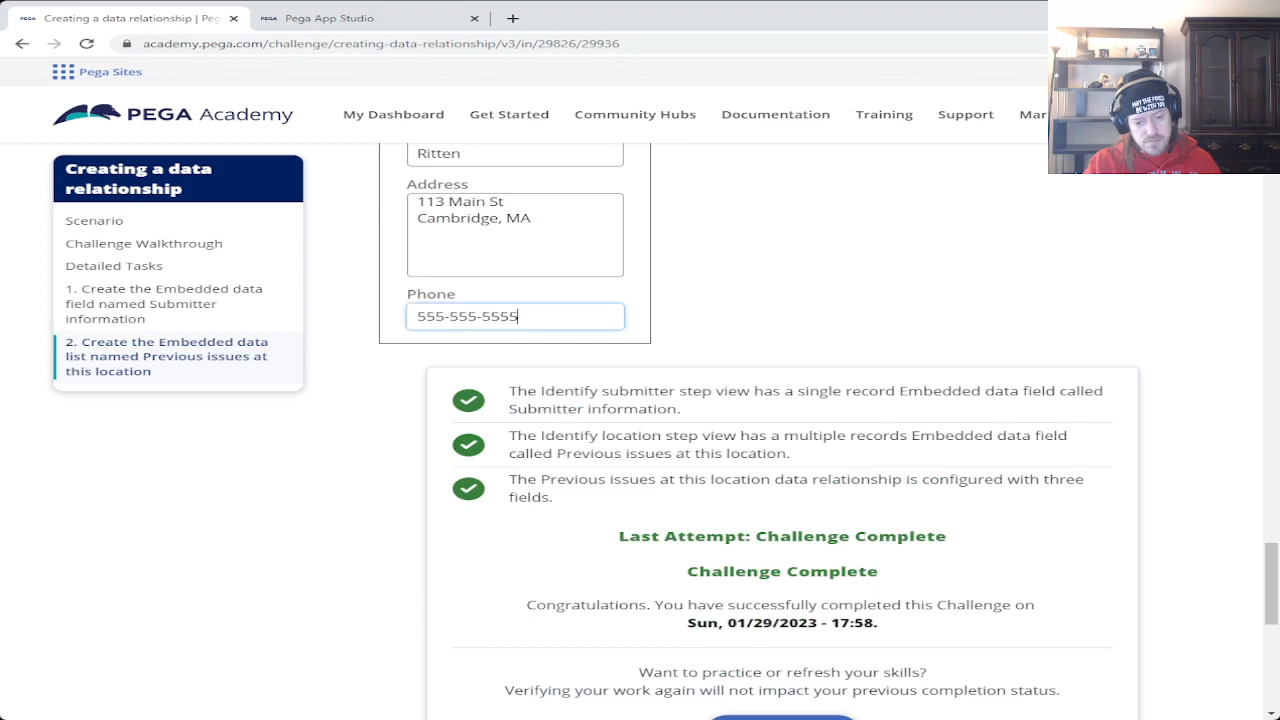 Creating a data relationship | Peg
Pega App Studio
academy.pega.com/challenge/creating-data-relationship/v7/in/29826/29936
Pega Sites
PEGA Academy
My Dashboard
Get Started
Community Hubs
Documentation
Training
Support
Mar
MAY THE FORCE
BE WITH YOU
Creating a data
relationship
Scenario
Challenge Walkthrough
Detailed Tasks
1. Create the Embedded data
field named Submitter
information
2. Create the Embedded data
list named Previous issues at
this location
Ritten
Address
113 Main St
Cambridge, MA
Phone
555-555-5555
The Identify submitter step view has a single record Embedded data field called
Submitter information.
The Identify location step view has a multiple records Embedded data field
called Previous issues at this location.
The Previous issues at this location data relationship is configured with three
fields.
Last Attempt: Challenge Complete
Challenge Complete
Congratulations. You have successfully completed this Challenge on
Sun, 01/29/2023 - 17:58.
Want to practice or refresh your skills?
Verifying your work again will not impact your previous completion status.